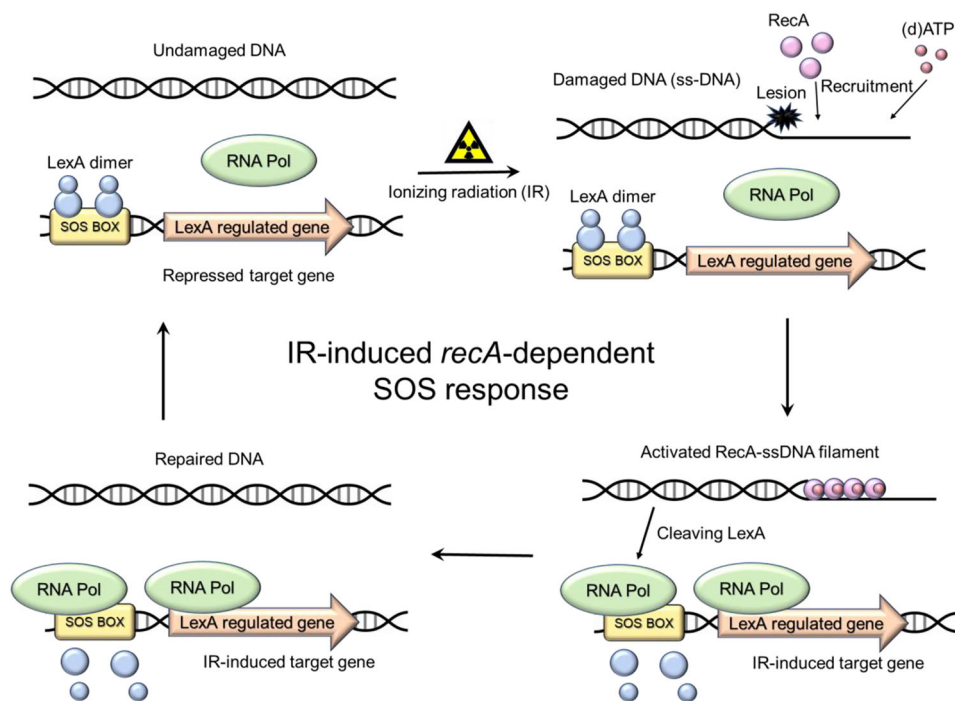 Undamaged DNA
LexA dimer
RNA Pol
SOS BOX
LexA regulated gene
Repressed target gene
Ionizing radiation (IR)
RecA
(d)ATP
Damaged DNA (ss-DNA)
Lesion
Recruitment
LexA dimer
RNA Pol
SOS BOX
LexA regulated gene
IR-induced recA-dependent
SOS response
Activated RecA-ssDNA filament
Cleaving LexA
RNA Pol
RNA Pol
SOS BOX
LexA regulated gene
IR-induced target gene
Repaired DNA
RNA Pol
RNA Pol
SOS BOX
LexA regulated gene
IR-induced target gene